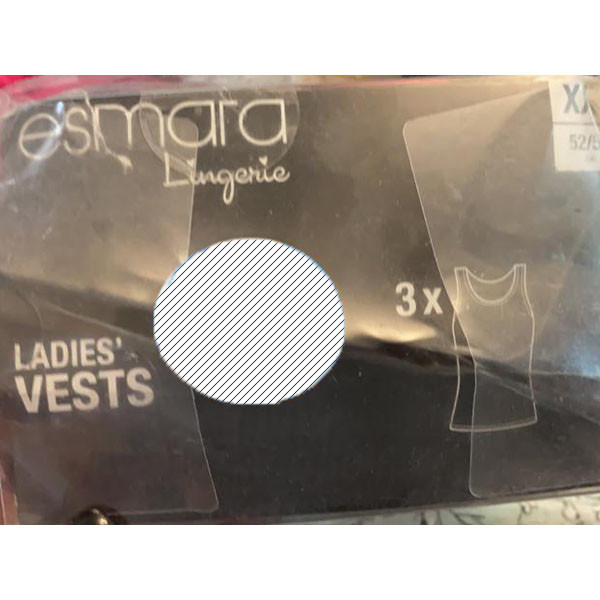 esmara
Lingerie
3x
LADIES'
VESTS